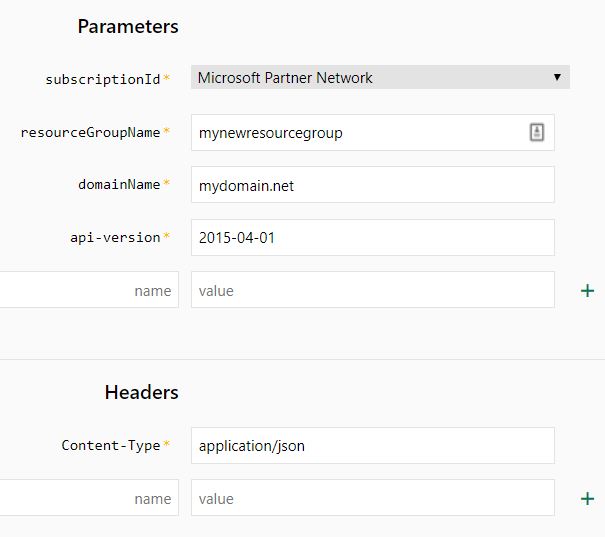 Parameters
subscriptionId* Microsoft Partner Network ▼
resourceGroupName* mynewresourcegroup
domainName* mydomain.net
api-version* 2015-04-01
name value +
Headers
Content-Type* application/json
name value +